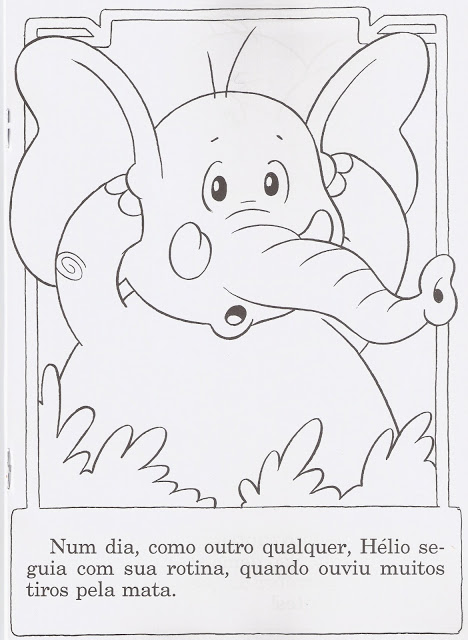 Num dia, como outro qualquer, Hélio se-
guia com sua rotina, quando ouviu muitos
tiros pela mata.